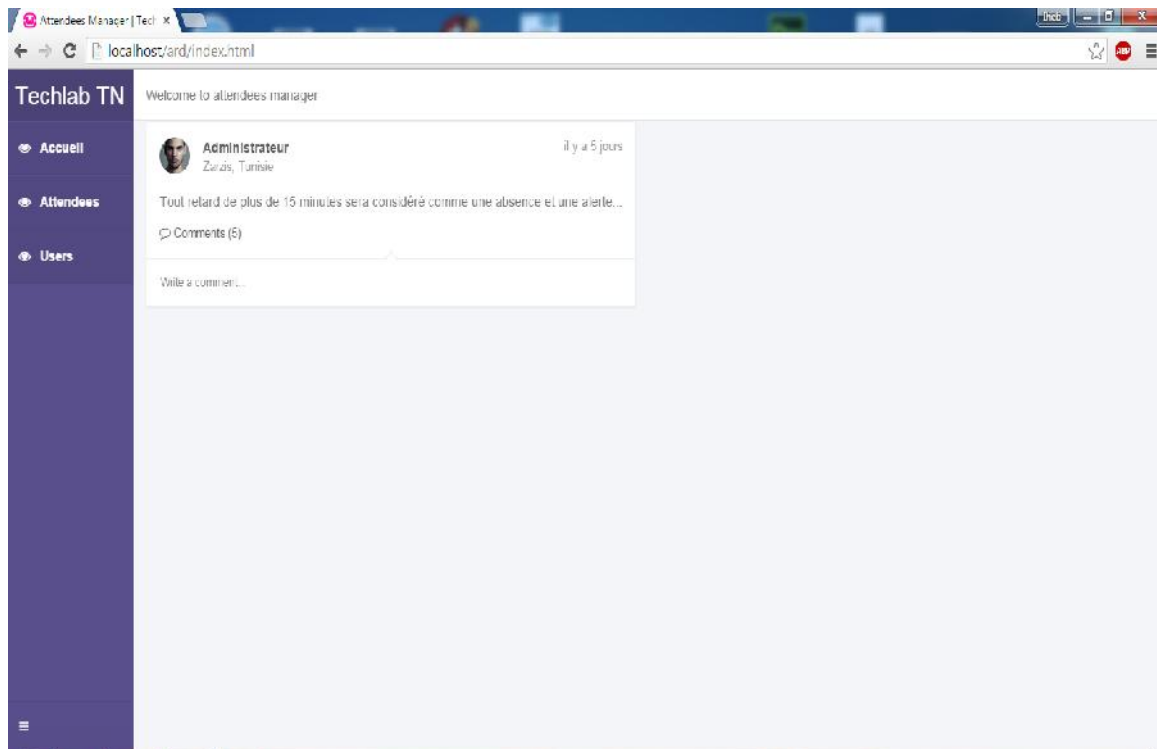 Attendees Manager | Tech
localhost/ard/index.html
ABP
Techlab TN
Welcome to attendees manager
Accueil
Attendees
Users
Administrateur
il y a 5 jours
Zarzis, Tunisie
Tout retard de plus de 15 minutes sera considéré comme une absence et une alerte...
Comments (5)
Write a comment...